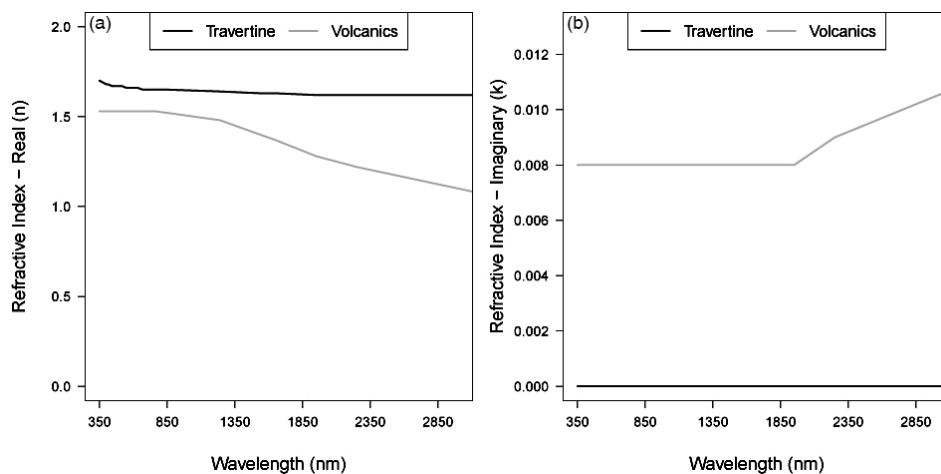 (a)
Travertine Volcanics
Refractive Index – Real (n)
2.0
1.5
1.0
1.5
0.0
350 850 1350 1850 2350 2850
Wavelength (nm)
(b)
Travertine Volcanics
Refractive Index – Imaginary (k)
0.012
0.010
0.008
0.006
0.004
0.002
0.000
350 850 1350 1850 2350 2850
Wavelength (nm)